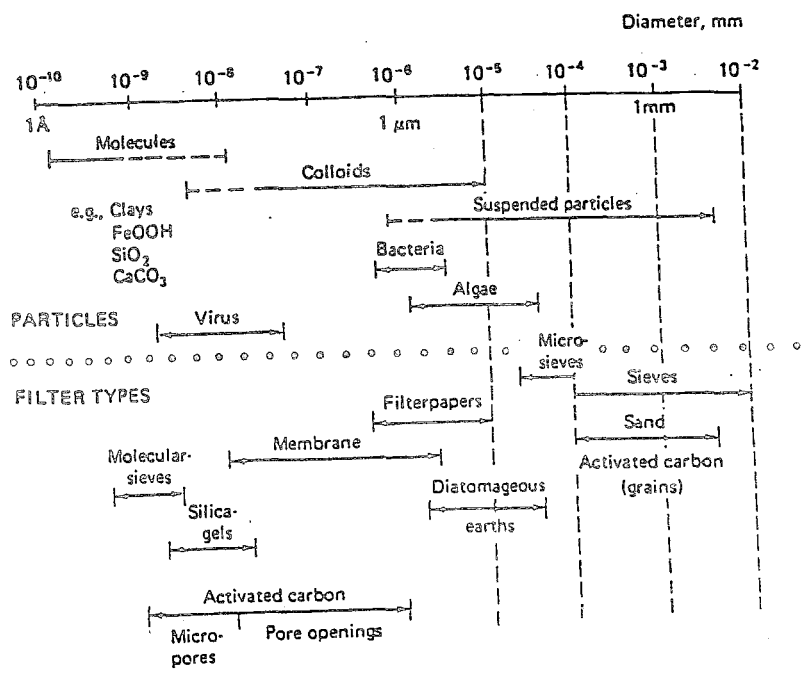 Diameter, mm
10⁻¹⁰ 10⁻⁹ 10⁻⁸ 10⁻⁷ 10⁻⁶ 10⁻⁵ 10⁻⁴ 10⁻³ 10⁻²
1Å 1 μm 1mm
Molecules
Colloids
e.g., Clays
FeOOH
SiO₂
CaCO₃
Suspended particles
Bacteria
Algae
PARTICLES
Virus
Micro-
sieves
FILTER TYPES
Sieves
Filterpapers
Sand
Membrane
Activated carbon
(grains)
Molecular-
sieves
Diatomageous
earths
Silica-
gels
Activated carbon
Micro-
pores
Pore openings